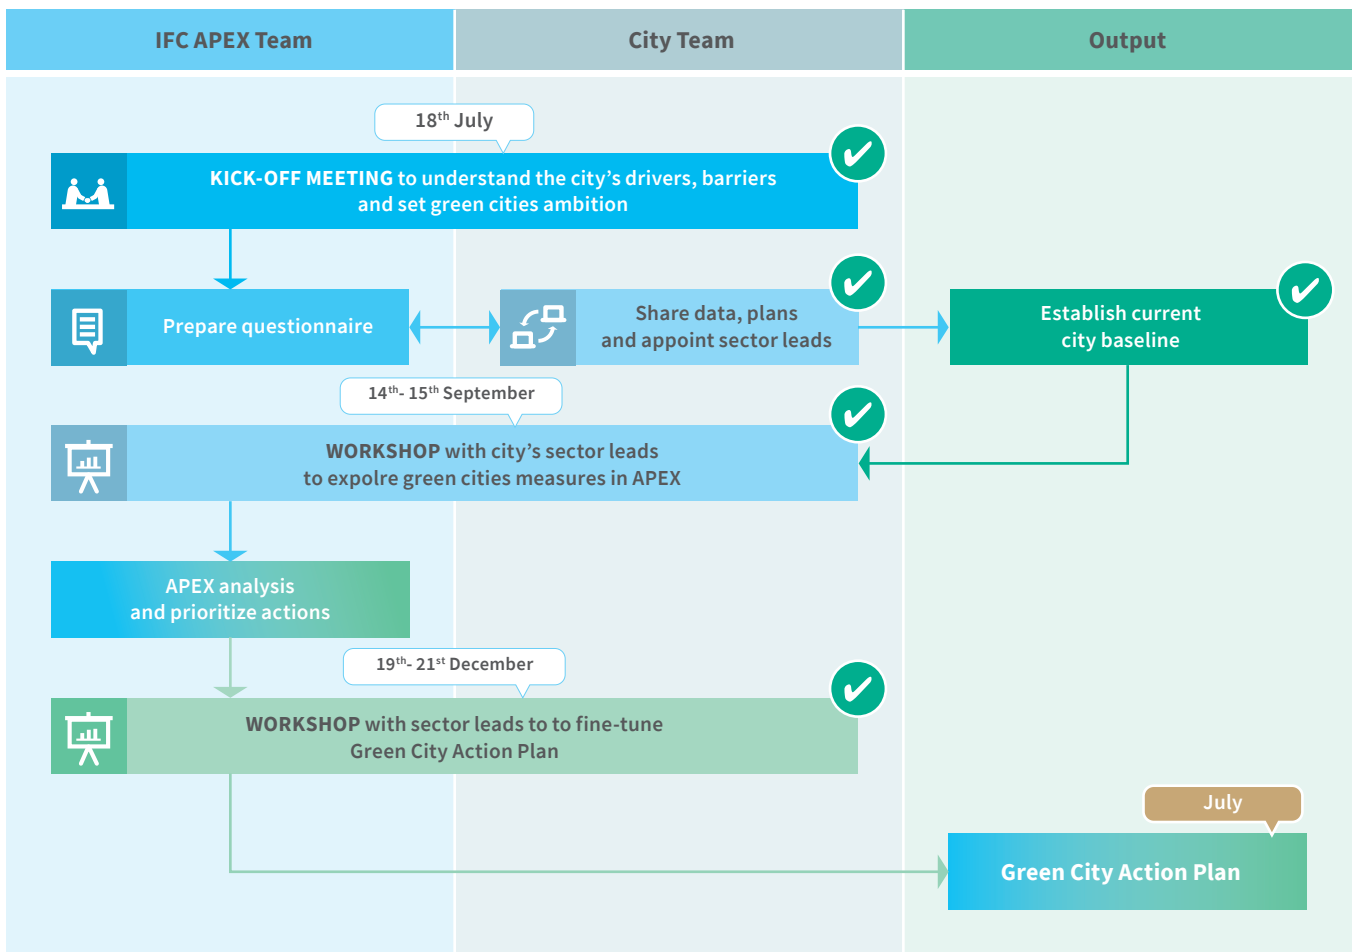 IFC APEX Team
City Team
Output
18th July
KICK-OFF MEETING to understand the city's drivers, barriers
and set green cities ambition
Prepare questionnaire
Share data, plans
and appoint sector leads
Establish current
city baseline
14th- 15th September
WORKSHOP with city's sector leads
to expolre green cities measures in APEX
APEX analysis
and prioritize actions
19th- 21st December
WORKSHOP with sector leads to to fine-tune
Green City Action Plan
July
Green City Action Plan